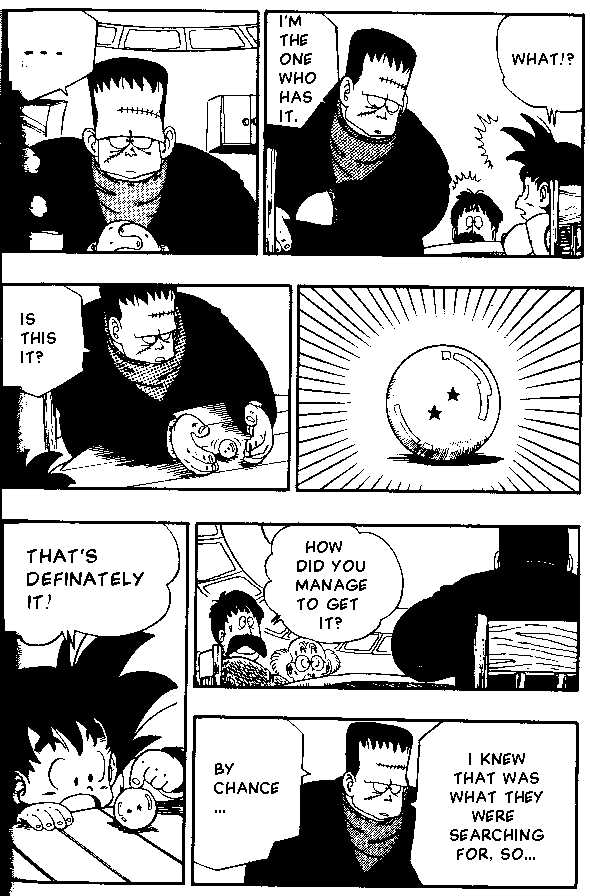 ...
I'M
THE
ONE
WHO
HAS
IT.
WHAT!?
IS
THIS
IT?
THAT'S
DEFINATELY
IT!
HOW
DID YOU
MANAGE
TO GET
IT?
BY
CHANCE
...
I KNEW
THAT WAS
WHAT THEY
WERE
SEARCHING
FOR, SO...